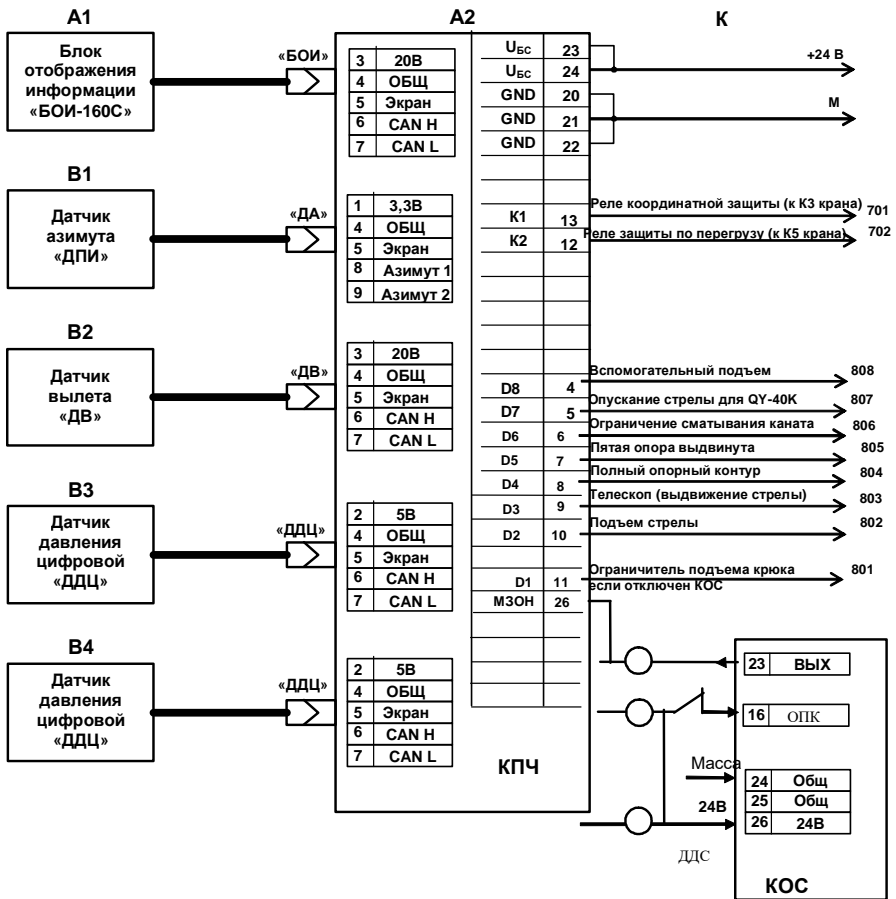 A1
A2
К
Блок
отображения
информации
«БОИ-160С»
«БОИ»
3 20В
4 ОБЩ
5 Экран
6 CAN H
7 CAN L
UБС 23
UБС 24
GND 20
GND 21
GND 22
+24 В
М
В1
Датчик
азимута
«ДПИ»
«ДА»
1 3,3В
4 ОБЩ
5 Экран
8 Азимут 1
9 Азимут 2
К1 13
К2 12
Реле координатной защиты (к К3 крана) 701
Реле защиты по перегрузу (к К5 крана) 702
В2
Датчик
вылета
«ДВ»
«ДВ»
3 20В
4 ОБЩ
5 Экран
6 CAN H
7 CAN L
D8 4 Вспомогательный подъем 808
D7 5 Опускание стрелы для QY-40K 807
D6 6 Ограничение сматывания каната 806
D5 7 Пятая опора выдвинута 805
D4 8 Полный опорный контур 804
D3 9 Телескоп (выдвижение стрелы) 803
D2 10 Подъем стрелы 802
D1 11 Ограничитель подъема крюка 801
если отключен КОС
МЗОН 26
В3
Датчик
давления
цифровой
«ДДЦ»
«ДДЦ»
2 5В
4 ОБЩ
5 Экран
6 CAN H
7 CAN L
В4
Датчик
давления
цифровой
«ДДЦ»
«ДДЦ»
2 5В
4 ОБЩ
5 Экран
6 CAN H
7 CAN L
КПЧ
23 ВЫХ
16 ОПК
Масса
24 Общ
25 Общ
24В
26 24В
ДДС
КОС